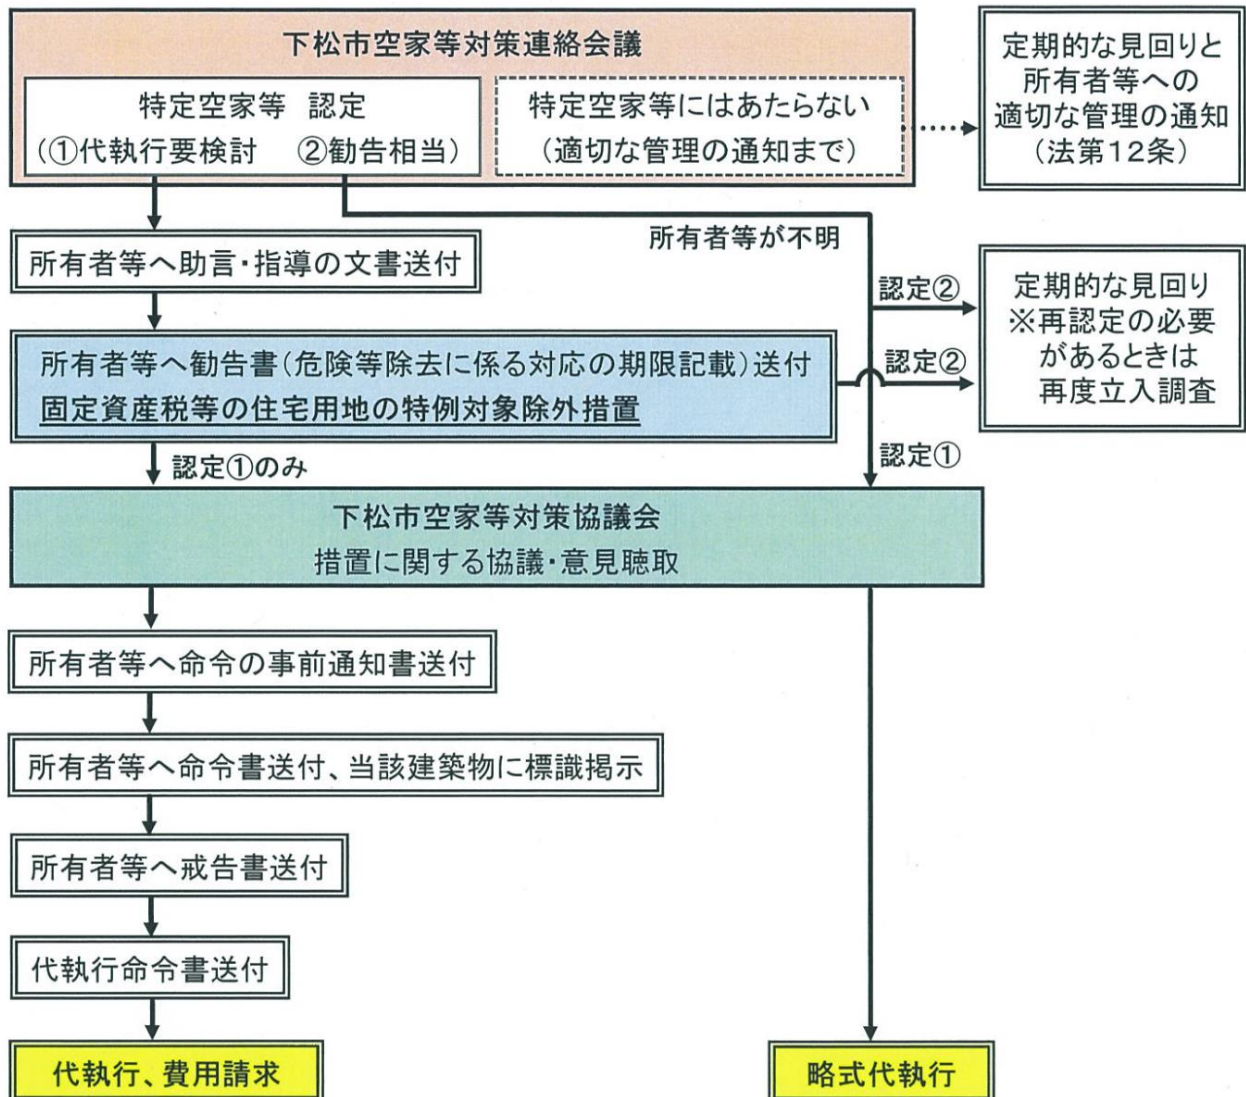 下松市空家等対策連絡会議
特定空家等 認定
(①代執行要検討 ②勧告相当)
特定空家等にはあたらない
(適切な管理の通知まで)
定期的な見回りと
所有者等への
適切な管理の通知
(法第12条)
所有者等が不明
所有者等へ助言・指導の文書送付
認定②
定期的な見回り
※再認定の必要
があるときは
再度立入調査
所有者等へ勧告書(危険等除去に係る対応の期限記載)送付
固定資産税等の住宅用地の特例対象除外措置
認定②
認定①のみ
認定①
下松市空家等対策協議会
措置に関する協議・意見聴取
所有者等へ命令の事前通知書送付
所有者等へ命令書送付、当該建築物に標識掲示
所有者等へ戒告書送付
代執行命令書送付
代執行、費用請求
略式代執行